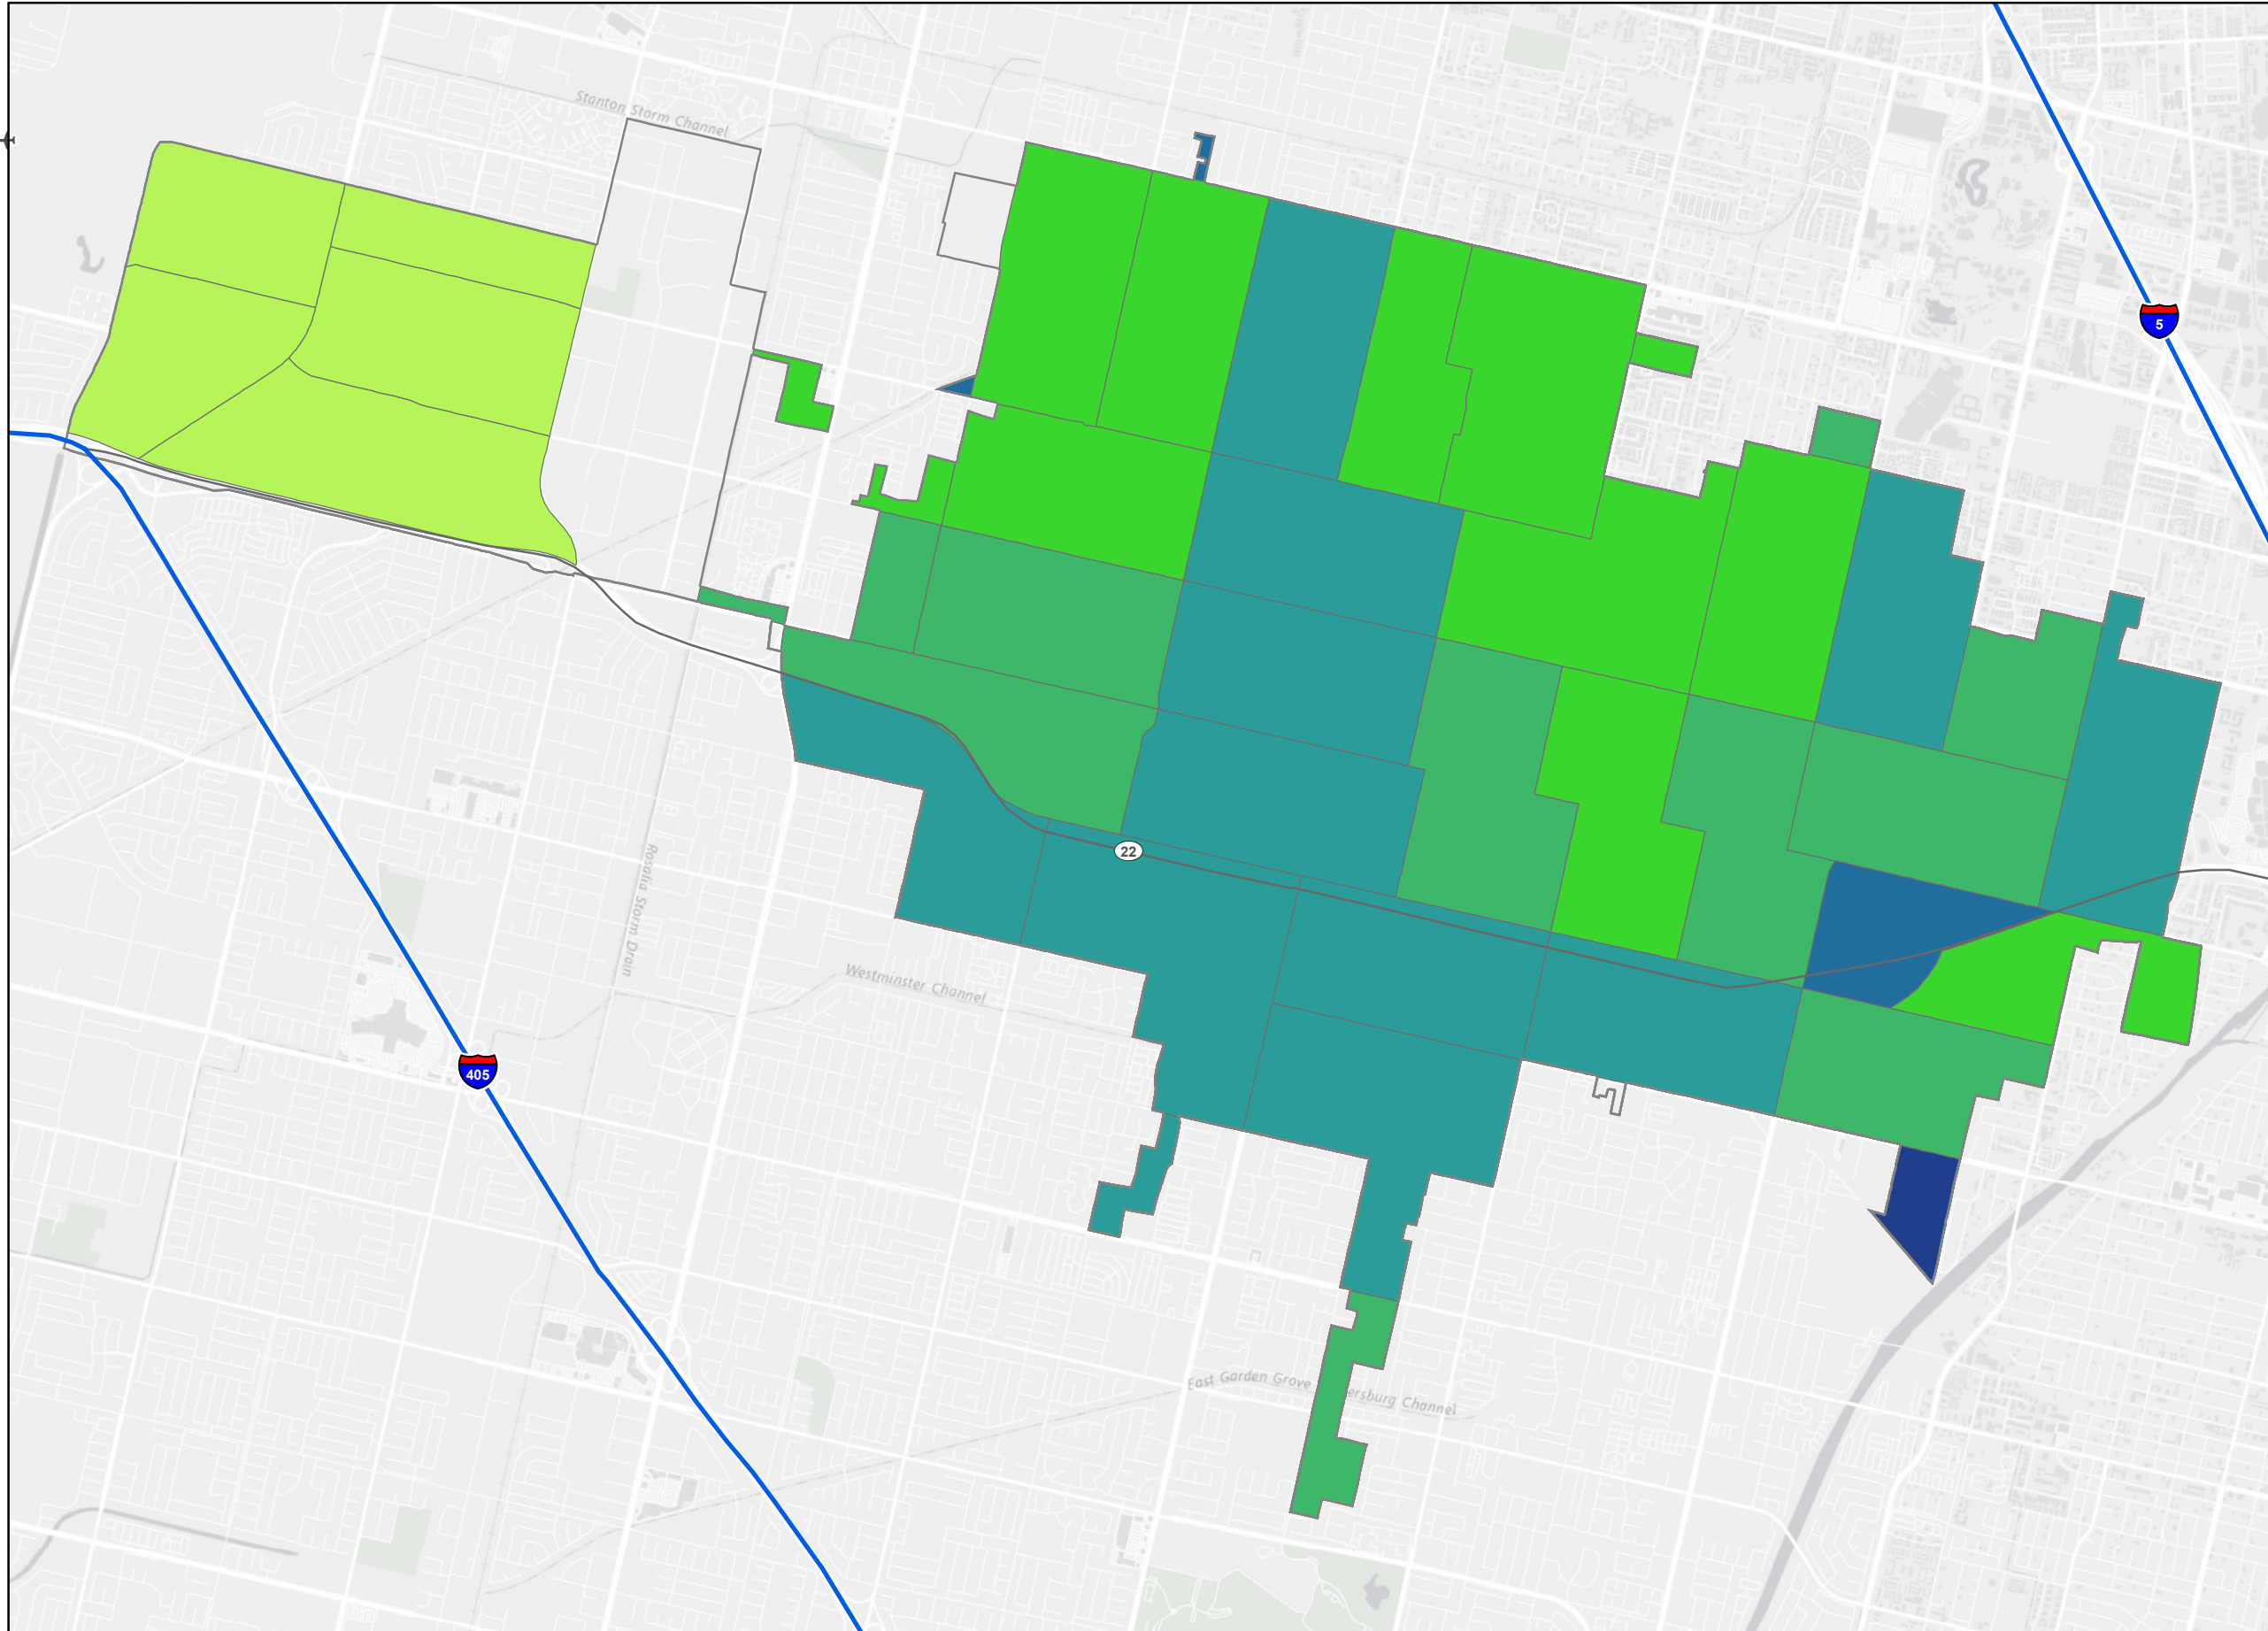 Stanton Storm Channel
5
22
Rosalia Storm Drain
Westminster Channel
405
East Garden Grove ersburg Channel